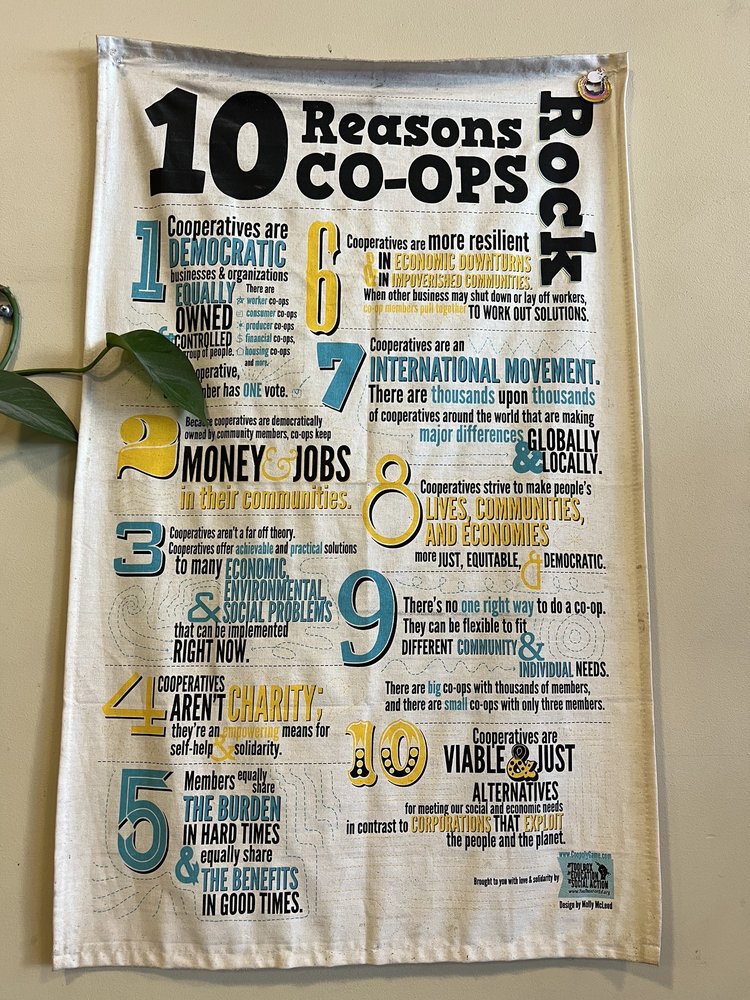 10 Reasons
CO-OPS
Rock
1 Cooperatives are
DEMOCRATIC
businesses & organizations
EQUALLY
OWNED
CONTROLLED
group of people.
There are
worker co-ops
consumer co-ops
producer co-ops
financial co-ops
housing co-ops
and more.
has ONE vote.
2 Because cooperatives are democratically
owned by community members, co-ops keep
MONEY & JOBS
in their communities.
3 Cooperatives aren't a far off theory.
Cooperatives offer achievable and practical solutions
to many ECONOMIC,
ENVIRONMENTAL,
& SOCIAL PROBLEMS
that can be implemented
RIGHT NOW.
4 COOPERATIVES
AREN'T CHARITY;
they're an empowering means for
self-help & solidarity.
5 Members equally
share
THE BURDEN
IN HARD TIMES
& equally share
THE BENEFITS
IN GOOD TIMES.
6 Cooperatives are more resilient
IN ECONOMIC DOWNTURNS
& IN IMPOVERISHED COMMUNITIES.
When other business may shut down or lay off workers,
co-op members pull together TO WORK OUT SOLUTIONS.
7 Cooperatives are an
INTERNATIONAL MOVEMENT.
There are thousands upon thousands
of cooperatives around the world that are making
major differences GLOBALLY
& LOCALLY.
8 Cooperatives strive to make people's
LIVES, COMMUNITIES,
AND ECONOMIES
more JUST, EQUITABLE, & DEMOCRATIC.
9 There's no one right way to do a co-op.
They can be flexible to fit
DIFFERENT COMMUNITY &
INDIVIDUAL NEEDS.
There are big co-ops with thousands of members,
and there are small co-ops with only three members.
10 Cooperatives are
VIABLE & JUST
ALTERNATIVES
for meeting our social and economic needs
in contrast to CORPORATIONS THAT EXPLOIT
the people and the planet.
Brought to you with love & solidarity by
www.CoopolyGame.com
TOOLBOX
EDUCATION
SOCIAL ACTION
Design by Molly McLeod